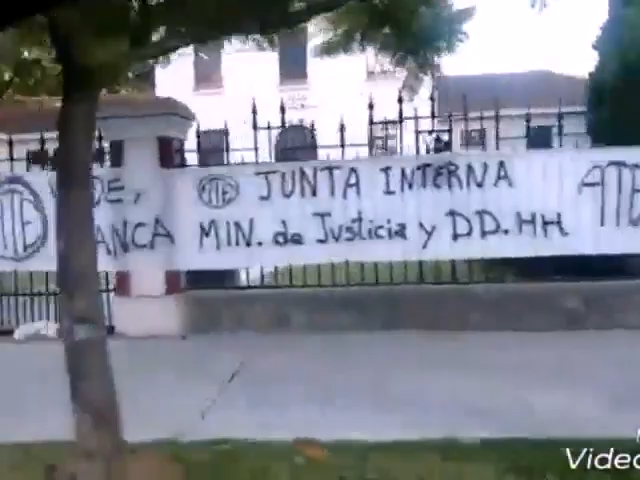 ATE
ATE JUNTA INTERNA
ANCA MIN. de Justicia y DD.HH
ATE
Video